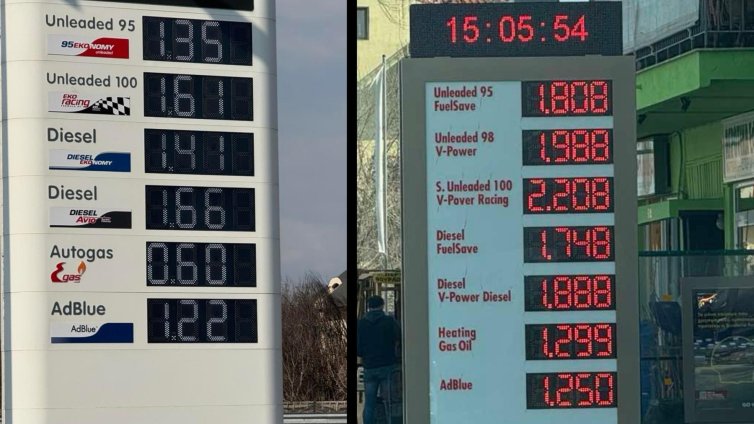 Unleaded 95
95EKONOMY
1.35
Unleaded 100
EKO
racing
1.61
Diesel
DIESEL EKONOMY
1.41
Diesel
DIESEL Avio
1.66
Autogas
Egas
0.60
AdBlue
AdBlue
1.22
15:05:54
Unleaded 95
FuelSave
1.808
Unleaded 98
V-Power
1.988
S. Unleaded 100
V-Power Racing
2.208
Diesel
FuelSave
1.748
Diesel
V-Power Diesel
1.888
Heating
Gas Oil
1.299
AdBlue
1.250